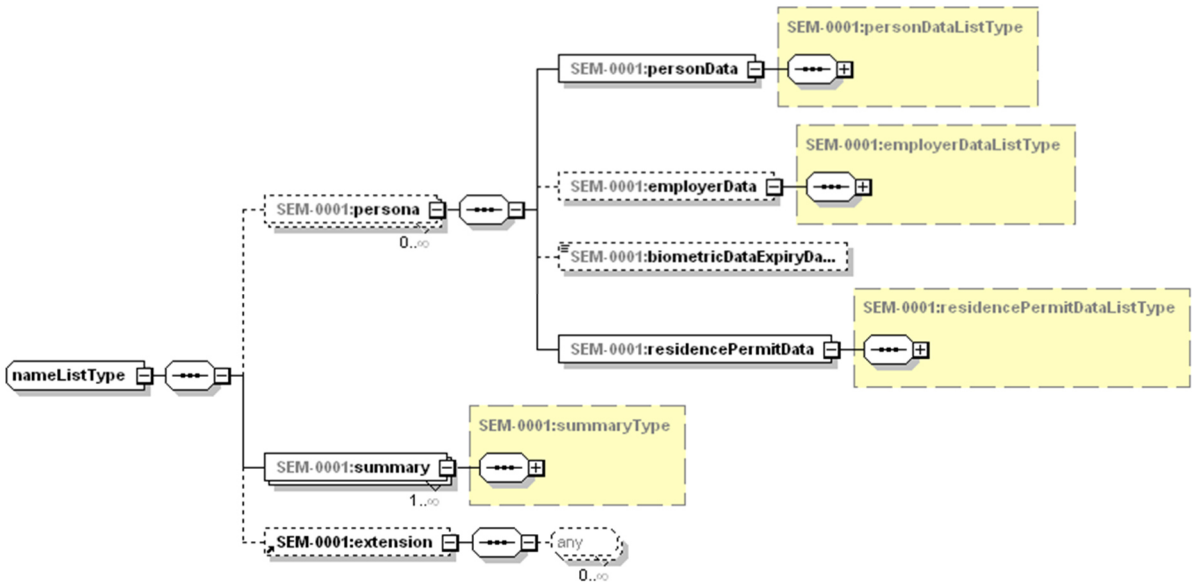 SEM-0001:personDataListType
SEM-0001:personData
SEM-0001:employerDataListType
SEM-0001:employerData
SEM-0001:persona
0..∞
SEM-0001:biometricDataExpiryDa...
SEM-0001:residencePermitDataListType
SEM-0001:residencePermitData
nameListType
SEM-0001:summaryType
SEM-0001:summary
1..∞
SEM-0001:extension
any
0..∞